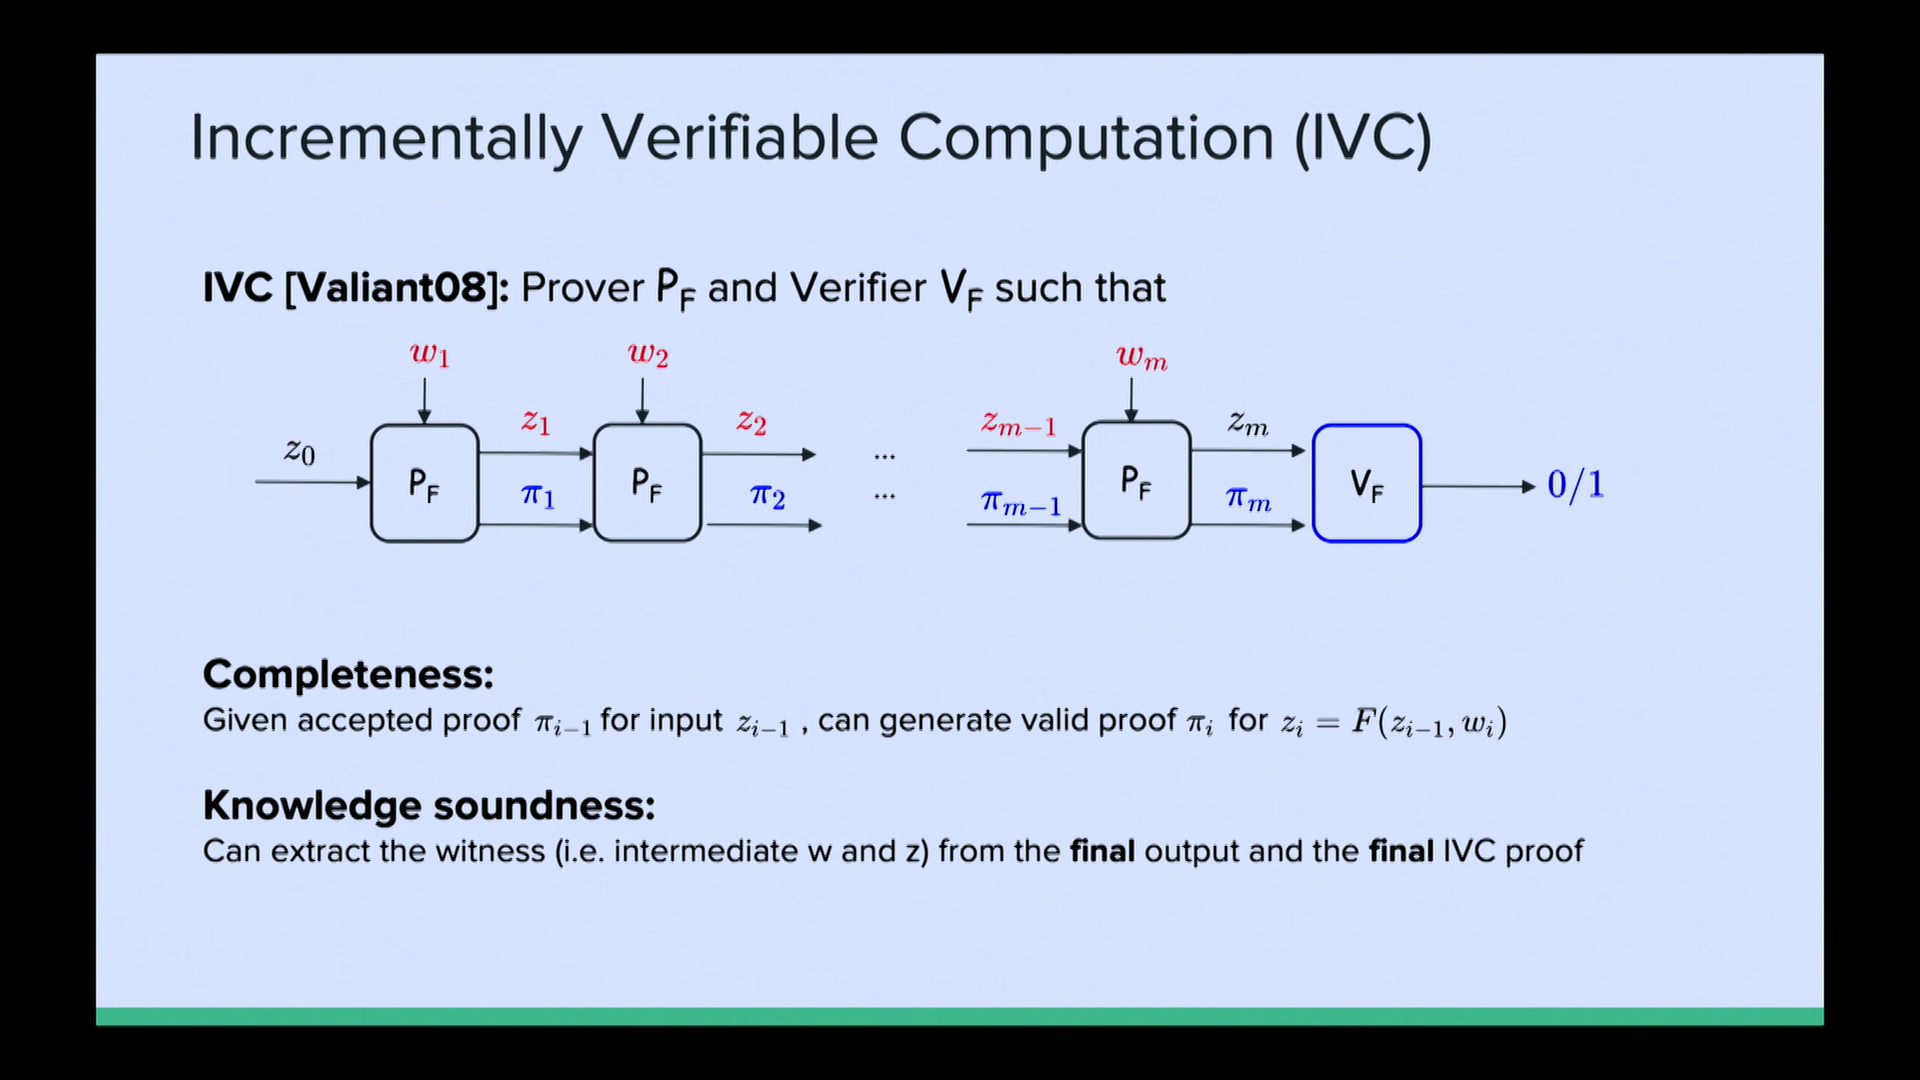 Incrementally Verifiable Computation (IVC)
IVC [Valiant08]: Prover P_F and Verifier V_F such that
w_1 w_2 w_m
z_0 z_1 z_2 z_{m-1} z_m
P_F P_F ... P_F V_F 0/1
π_1 π_2 ... π_{m-1} π_m
Completeness:
Given accepted proof π_{i-1} for input z_{i-1} , can generate valid proof π_i for z_i = F(z_{i-1}, w_i)
Knowledge soundness:
Can extract the witness (i.e. intermediate w and z) from the final output and the final IVC proof